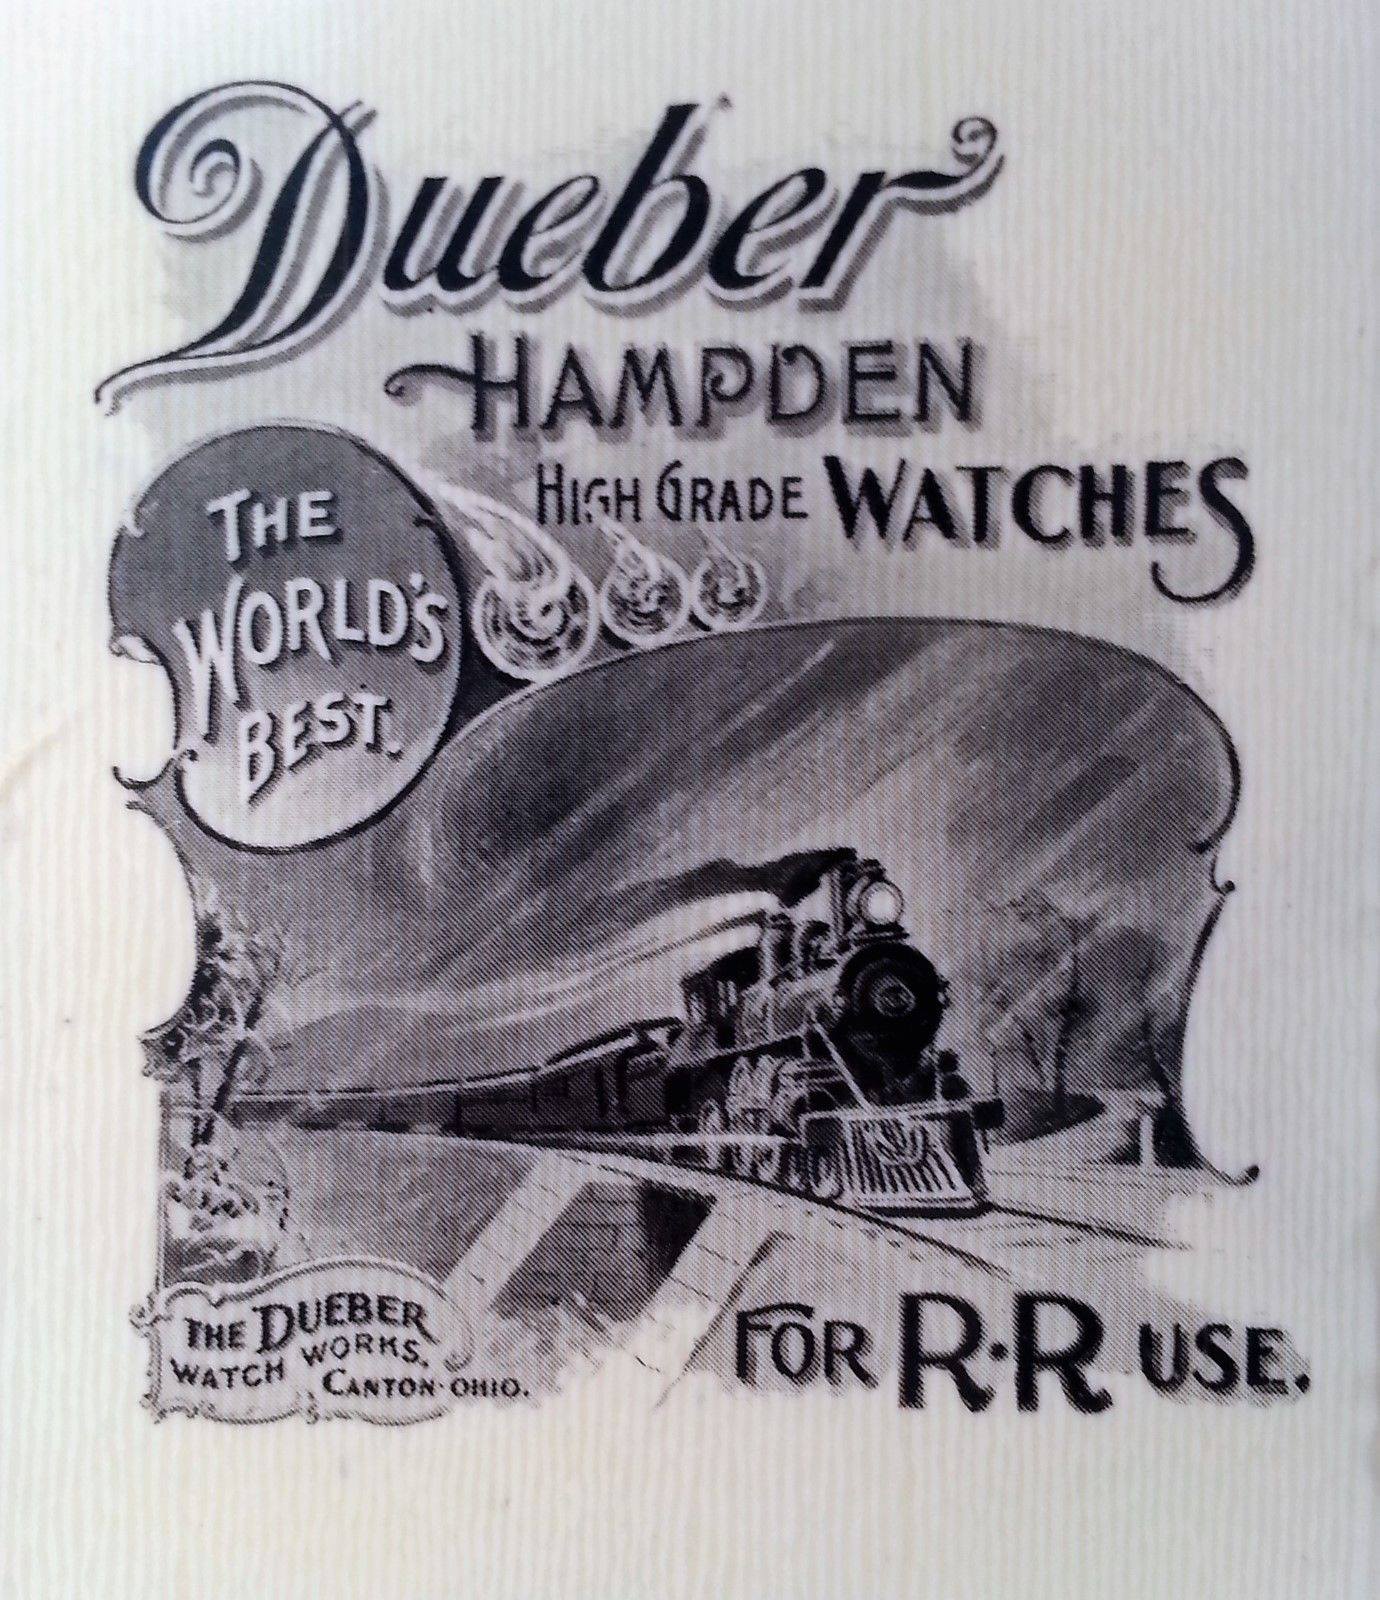 Dueber
HAMPDEN
HIGH GRADE WATCHES
THE
WORLD'S
BEST.
THE DUEBER
WATCH WORKS.
CANTON·OHIO.
FOR R·R USE.